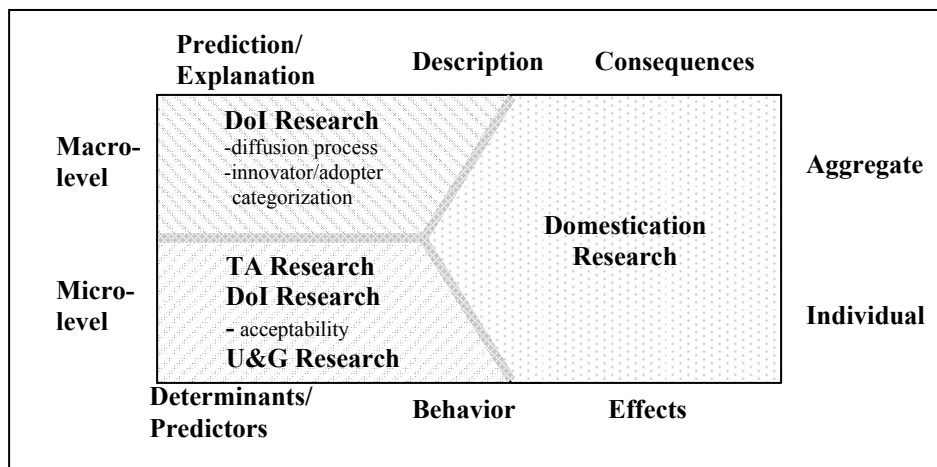 Prediction/
Explanation
Description
Consequences
Macro-
level
DoI Research
-diffusion process
-innovator/adopter
categorization
Aggregate
Domestication
Research
Micro-
level
TA Research
DoI Research
- acceptability
U&G Research
Individual
Determinants/
Predictors
Behavior
Effects